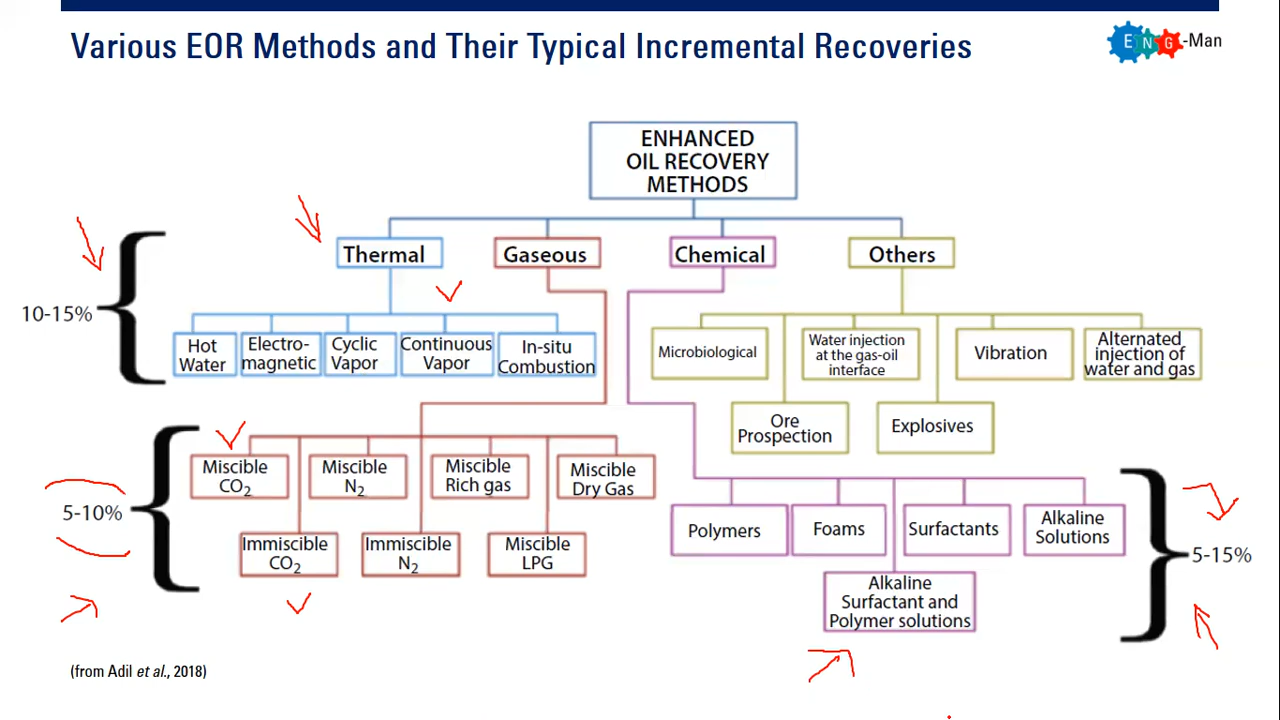 Various EOR Methods and Their Typical Incremental Recoveries
ENG-Man
ENHANCED
OIL RECOVERY
METHODS
Thermal
Gaseous
Chemical
Others
10-15%
Hot
Water
Electro-
magnetic
Cyclic
Vapor
Continuous
Vapor
In-situ
Combustion
Microbiological
Water injection
at the gas-oil
interface
Vibration
Alternated
injection of
water and gas
Ore
Prospection
Explosives
5-10%
Miscible
CO₂
Miscible
N₂
Miscible
Rich gas
Miscible
Dry Gas
Immiscible
CO₂
Immiscible
N₂
Miscible
LPG
Polymers
Foams
Surfactants
Alkaline
Solutions
Alkaline
Surfactant and
Polymer solutions
5-15%
(from Adil et al., 2018)